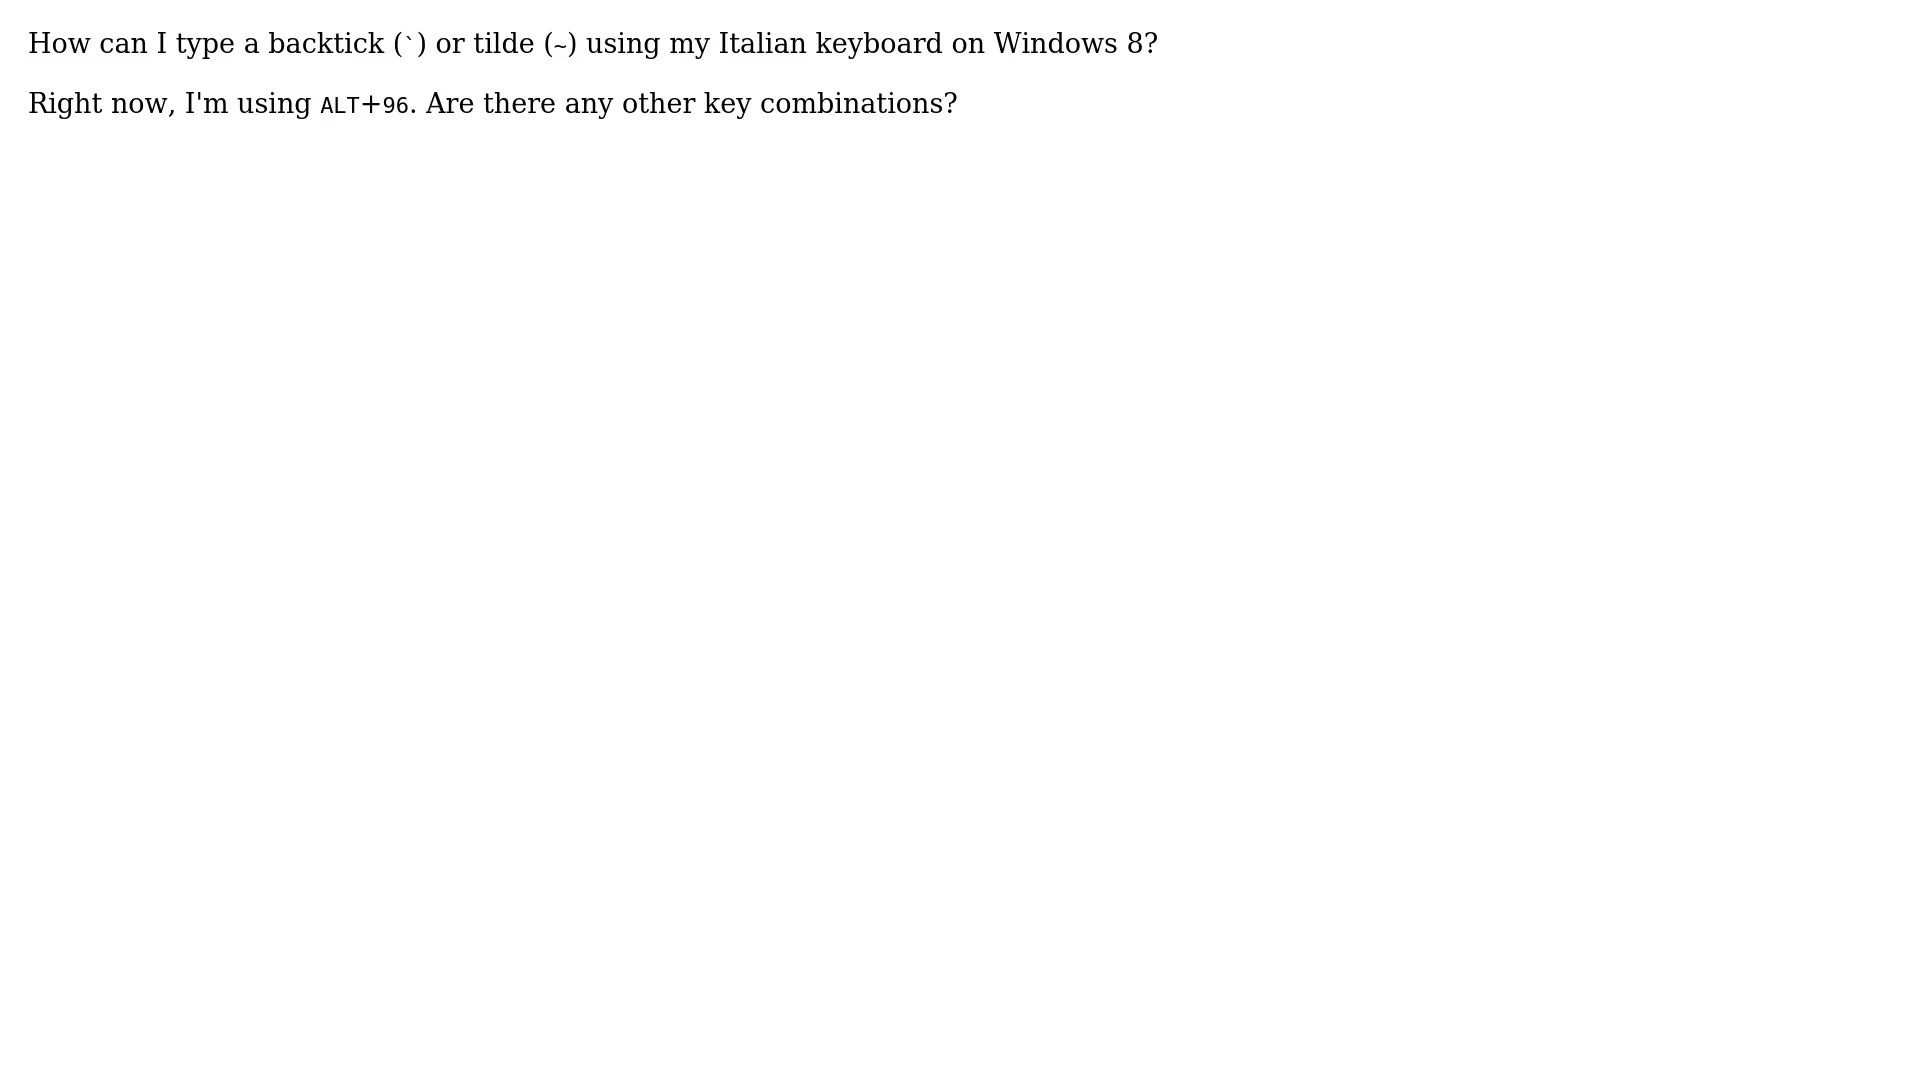 How can I type a backtick (`) or tilde (~) using my Italian keyboard on Windows 8?
Right now, I'm using ALT+96. Are there any other key combinations?